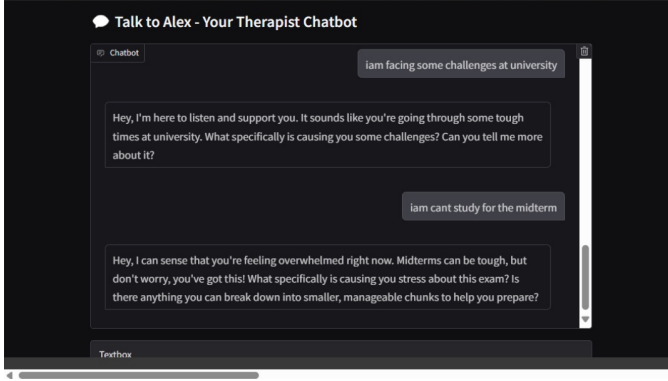 Talk to Alex - Your Therapist Chatbot
Chatbot
iam facing some challenges at university
Hey, I'm here to listen and support you. It sounds like you're going through some tough
times at university. What specifically is causing you some challenges? Can you tell me more
about it?
iam cant study for the midterm
Hey, I can sense that you're feeling overwhelmed right now. Midterms can be tough, but
don't worry, you've got this! What specifically is causing you stress about this exam? Is
there anything you can break down into smaller, manageable chunks to help you prepare?
Textbox